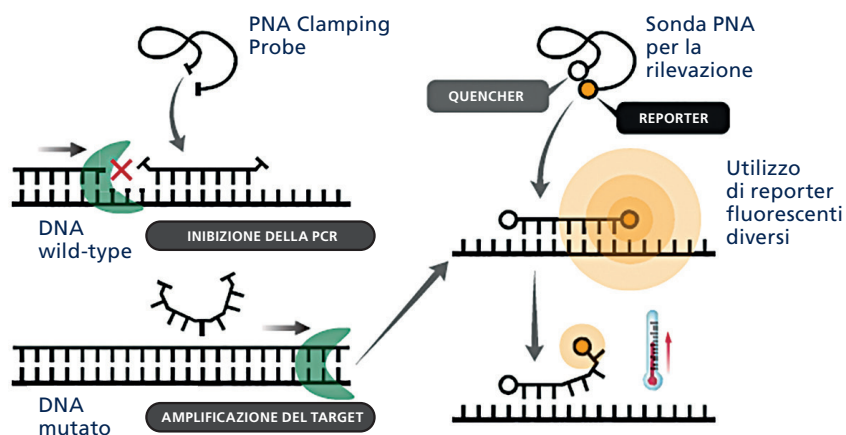 PNA Clamping
Probe
Sonda PNA
per la
rilevazione
QUENCHER
REPORTER
DNA
wild-type
INIBIZIONE DELLA PCR
Utilizzo
di reporter
fluorescenti
diversi
DNA
mutato
AMPLIFICAZIONE DEL TARGET